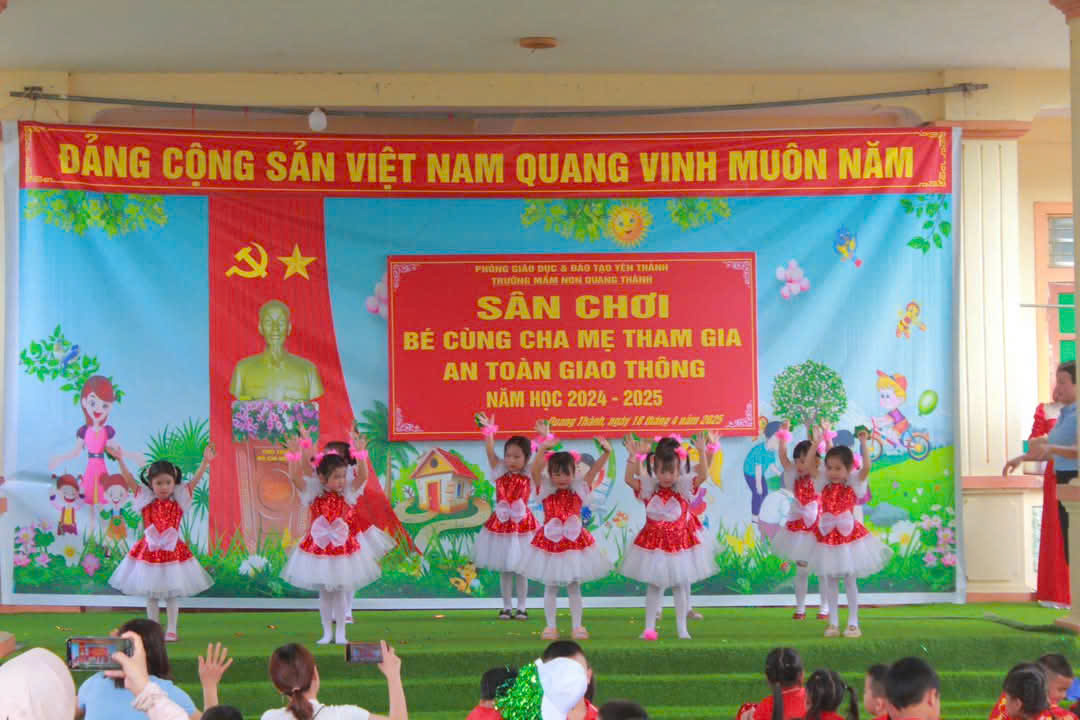 ĐẢNG CỘNG SẢN VIỆT NAM QUANG VINH MUÔN NĂM
PHÒNG GIÁO DỤC & ĐÀO TẠO YÊN THÀNH
TRƯỜNG MẦM NON QUANG THÀNH
SÂN CHƠI
BÉ CÙNG CHA MẸ THAM GIA
AN TOÀN GIAO THÔNG
NĂM HỌC 2024 - 2025
Quang Thành, ngày 18 tháng 4 năm 2025